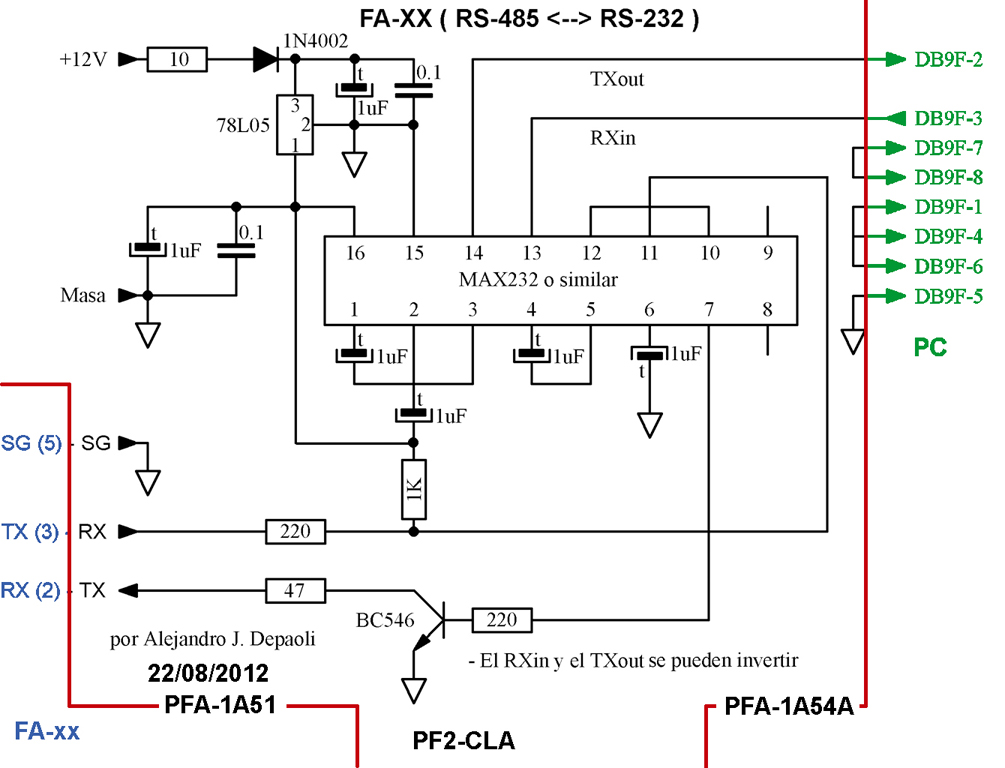 FA-XX ( RS-485 <--> RS-232 )
+12V
10
1N4002
t
1uF
0.1
78L05
3
2
1
TXout
RXin
DB9F-2
DB9F-3
DB9F-7
DB9F-8
DB9F-1
DB9F-4
DB9F-6
DB9F-5
PC
t
1uF
0.1
Masa
16 15 14 13 12 11 10 9
MAX232 o similar
1 2 3 4 5 6 7 8
t
1uF
t
1uF
t
1uF
t
1uF
SG (5) SG
1K
TX (3) RX
220
RX (2) TX
47
BC546
220
por Alejandro J. Depaoli
22/08/2012
- El RXin y el TXout se pueden invertir
PFA-1A51
PFA-1A54A
FA-xx
PF2-CLA